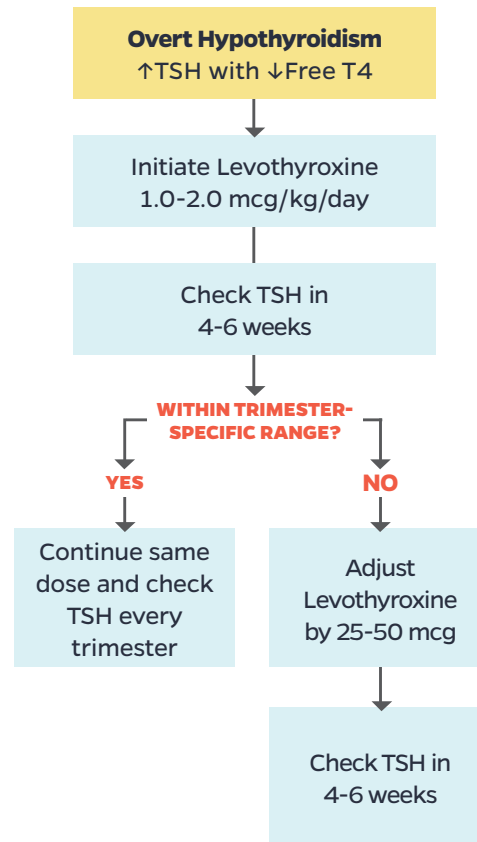 Overt Hypothyroidism
↑TSH with ↓Free T4
Initiate Levothyroxine
1.0-2.0 mcg/kg/day
Check TSH in
4-6 weeks
WITHIN TRIMESTER-
SPECIFIC RANGE?
YES
NO
Continue same
dose and check
TSH every
trimester
Adjust
Levothyroxine
by 25-50 mcg
Check TSH in
4-6 weeks